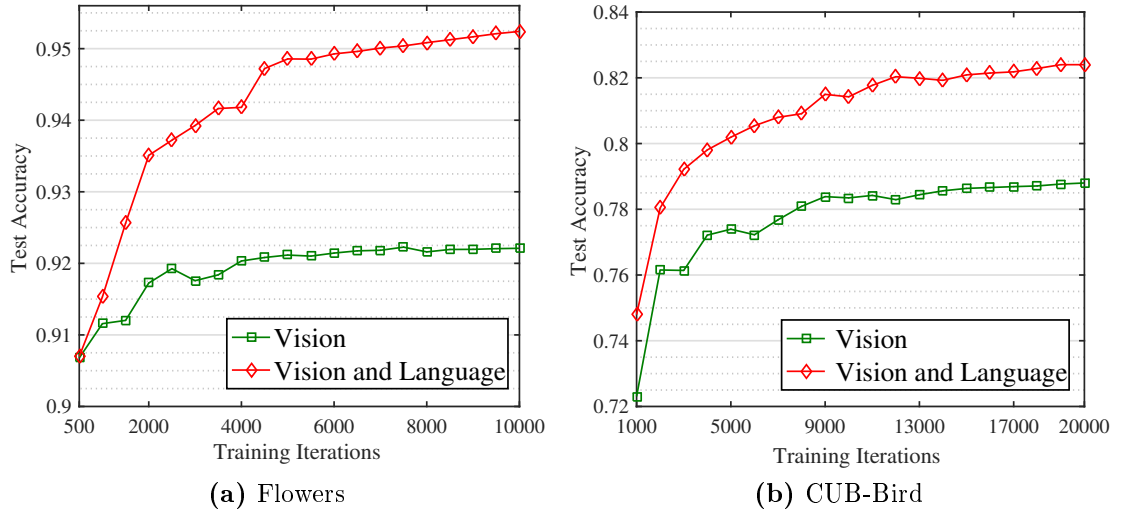 0.95
0.94
0.93
0.92
0.91
0.9
Test Accuracy
500 2000 4000 6000 8000 10000
Training Iterations
Vision
Vision and Language
(a) Flowers
0.84
0.82
0.8
0.78
0.76
0.74
0.72
Test Accuracy
1000 5000 9000 13000 17000 20000
Training Iterations
Vision
Vision and Language
(b) CUB-Bird